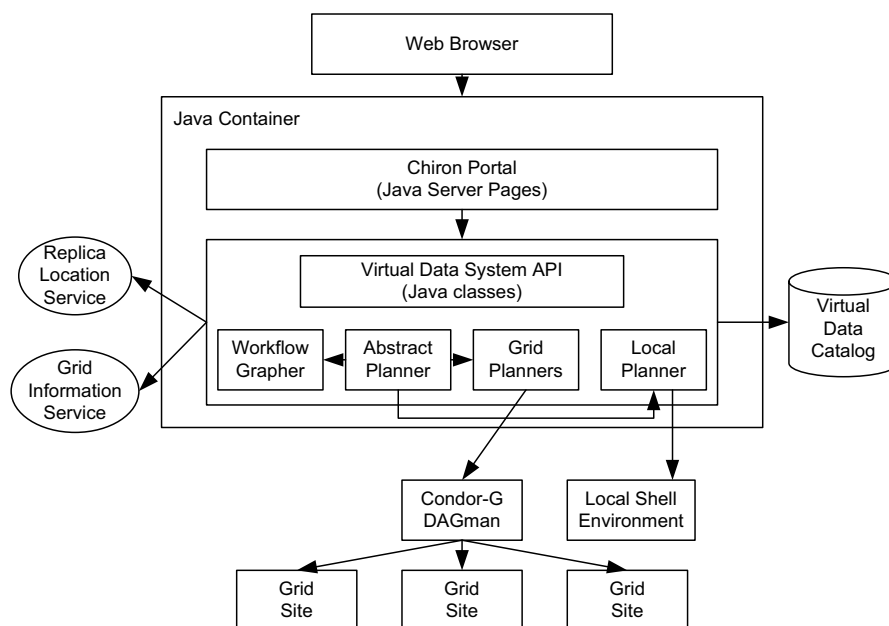 Web Browser
Java Container
Chiron Portal
(Java Server Pages)
Replica
Location
Service
Virtual Data System API
(Java classes)
Virtual
Data
Catalog
Workflow
Grapher
Abstract
Planner
Grid
Planners
Local
Planner
Grid
Information
Service
Condor-G
DAGman
Local Shell
Environment
Grid
Site
Grid
Site
Grid
Site